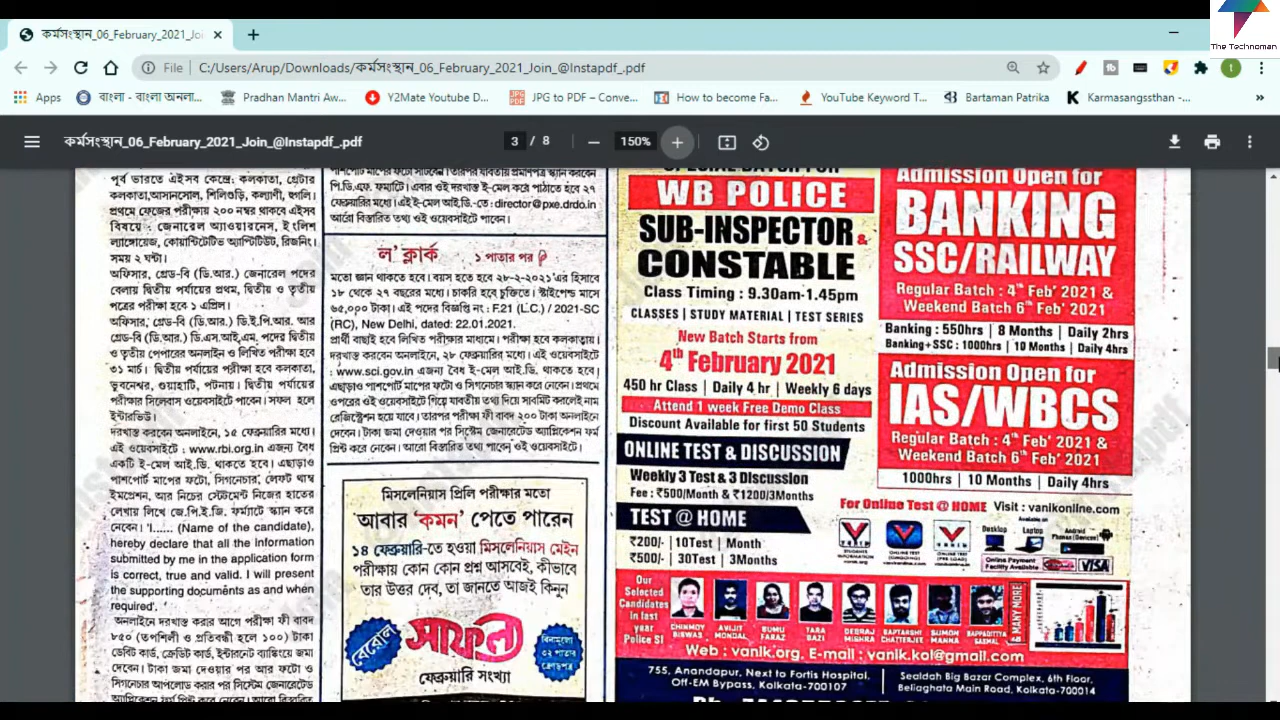 The Technoman
কর্মসংস্থান_06_February_2021_Joi
File C:/Users/Arup/Downloads/কর্মসংস্থান_06_February_2021_Join_@Instapdf_.pdf
Apps বাংলা - বাংলা অনলা... Pradhan Mantri Aw... Y2Mate Youtube D... JPG to PDF – Conve... How to become Fa... YouTube Keyword T... Bartaman Patrika Karmasangssthan -...
কর্মসংস্থান_06_February_2021_Join_@Instapdf_.pdf 3 / 8 150%
পূর্ব ভারতে এইসব কেন্দ্রে: কলকাতা, গ্রেটার
কলকাতা,আসানসোল, শিলিগুড়ি, কল্যাণী, হুগলি।
প্রথমে ফেজের পরীক্ষায় ২০০ নম্বর থাকবে এইসব
বিষয়ে : জেনারেল অ্যাওয়ারনেস, ইংলিশ
ল্যাঙ্গোয়েজ, কোয়ান্টিটেটিভ অ্যাপ্টিটিউট, রিজনিং।
সময় ২ ঘন্টা।
অফিসার, গ্রেড-বি (ডি.আর.) জেনারেল পদের
বেলায় দ্বিতীয় পর্যায়ের প্রথম, দ্বিতীয় ও তৃতীয়
পত্রের পরীক্ষা হবে ১ এপ্রিল।
অফিসার, গ্রেড-বি (ডি.আর.) ডি.ই.পি.আর. আর
গ্রেড-বি (ডি.আর.) ডি.এস.আই.এম. পদের দ্বিতীয়
ও তৃতীয় পেপারের অনলাইন ও লিখিত পরীক্ষা হবে
৩১ মার্চ। দ্বিতীয় পর্যায়ের পরীক্ষা হবে কলকাতা,
ভুবনেশ্বর, গুয়াহাটি, পটনায়। দ্বিতীয় পর্যায়ের
পরীক্ষার সিলেবাস ওয়েবসাইটে পাবেন। সফল হলে
ইন্টারভিউ।
দরখাস্ত করবেন অনলাইনে, ১৫ ফেব্রুয়ারির মধ্যে।
এই ওয়েবসাইটে : www.rbi.org.in এজন্য বৈধ
একটি ই-মেল আই.ডি. থাকতে হবে। এছাড়াও
পাশপোর্ট মাপের ফটো, সিগনেচার, লেফট থাম্ব
ইমপ্রেশন, আর নিচের স্টেটমেন্ট নিজের হাতের
লেখায় লিখে জে.পি.ই.জি. ফর্ম্যাটে স্ক্যান করে
নেবেন। 'I...... (Name of the candidate),
hereby declare that all the information
submitted by me in the application form
is correct, true and valid. I will present
the supporting documents as and when
required'.
অনলাইনে দরখাস্ত করার আগে পরীক্ষা ফী বাবদ
৮৫০ (তপশিলী ও প্রতিবন্ধী হলে ১০০) টাকা
ডেবিট কার্ড, ক্রেডিট কার্ড, ইন্টারনেট ব্যাঙ্কিংয়ে জমা
দেবেন। টাকা জমা দেওয়ার পর আর ফটো ও
সিগনেচার আপলোড করার পর সিস্টেম জেনারেটেড
পি.ডি.এফ. ফর্ম্যাটে। এবার ওই দরখাস্ত ই-মেল করে পাঠাতে হবে ২৭
ফেব্রুয়ারির মধ্যে। এই ই-মেল আই.ডি.-তে : director@pxe.drdo.in
আরো বিস্তারিত তথ্য ওই ওয়েবসাইটে পাবেন।
ল' ক্লার্ক ১ পাতার পর
মতো জ্ঞান থাকতে হবে। বয়স হতে হবে ২৮-২-২০২১'এর হিসাবে
১৮ থেকে ২৭ বছরের মধ্যে। চাকরি হবে চুক্তিতে। স্টাইপেন্ড মাসে
৬৫,০০০ টাকা। এই পদের বিজ্ঞপ্তি নং : F.21 (L.C.) / 2021-SC
(RC), New Delhi, dated: 22.01.2021.
প্রার্থী বাছাই হবে লিখিত পরীক্ষার মাধ্যমে। পরীক্ষা হবে কলকাতায়।
দরখাস্ত করবেন অনলাইনে, ২৮ ফেব্রুয়ারির মধ্যে। এই ওয়েবসাইটে
: www.sci.gov.in এজন্য বৈধ ই-মেল আই.ডি. থাকতে হবে।
এছাড়াও পাশপোর্ট মাপের ফটো ও সিগনেচার স্ক্যান করে নেবেন। প্রথমে
ওপরের ওই ওয়েবসাইটে গিয়ে যাবতীয় তথ্য দিয়ে সাবমিট করলেই নাম
রেজিস্ট্রেশন হয়ে যাবে। তারপর পরীক্ষা ফী বাবদ ২০০ টাকা অনলাইনে
দেবেন। টাকা জমা দেওয়ার পর সিস্টেম জেনারেটেড অ্যাপ্লিকেশন ফর্ম
প্রিন্ট করে নেবেন। আরো বিস্তারিত তথ্য পাবেন ওই ওয়েবসাইটে।
মিসলেনিয়াস প্রিলি পরীক্ষার মতো
আবার 'কমন' পেতে পারেন
১৪ ফেব্রুয়ারি-তে হওয়া মিসলেনিয়াস মেইন
পরীক্ষায় কোন কোন প্রশ্ন আসবেই, কীভাবে
তার উত্তর দেব, তা জানতে আজই কিনুন
বেরোল সাফল্য বিনামূল্যে ৩২ পাতার ক্রোড়পত্র
ফেব্রুয়ারি সংখ্যা
SPECIAL BATCH FOR
WB POLICE
SUB-INSPECTOR &
CONSTABLE
Class Timing : 9.30am-1.45pm
CLASSES | STUDY MATERIAL | TEST SERIES
New Batch Starts from
4th February 2021
450 hr Class | Daily 4 hr | Weekly 6 days
Attend 1 week Free Demo Class
Discount Available for first 50 Students
ONLINE TEST & DISCUSSION
Weekly 3 Test & 3 Discussion
Fee : ₹500/Month & ₹1200/3Months
TEST @ HOME
₹200/- | 10Test | Month
₹500/- | 30Test | 3Months
Admission Open for
BANKING
SSC/RAILWAY
Regular Batch : 4th Feb' 2021 &
Weekend Batch 6th Feb' 2021
Banking : 550hrs | 8 Months | Daily 2hrs
Banking+SSC : 1000hrs | 10 Months | Daily 4hrs
Admission Open for
IAS/WBCS
Regular Batch : 4th Feb' 2021 &
Weekend Batch 6th Feb' 2021
1000hrs | 10 Months | Daily 4hrs
For Online Test @ HOME Visit : vanikonline.com
Available on
Desktop Laptop Android Phones (Devices)
Online Payment Facility Available VISA
Our Selected Candidates in last year Police SI
CHINMOY BISWAS AVIJIT MONDAL SUMU FARAZ TARA BAZI DEBRAJ MISHRA SAPTARSHI CHATTERJEE SUMON MANNA BAPPADITYA & MANY MORE
Web : vanik.org. E-mail : vanik.kol@gmail.com
755, Anandapur, Next to Fortis Hospital,
Off-EM Bypass, Kolkata-700107
Sealdah Big Bazar Complex, 6th Floor,
Beliaghata Main Road, Kolkata-700014